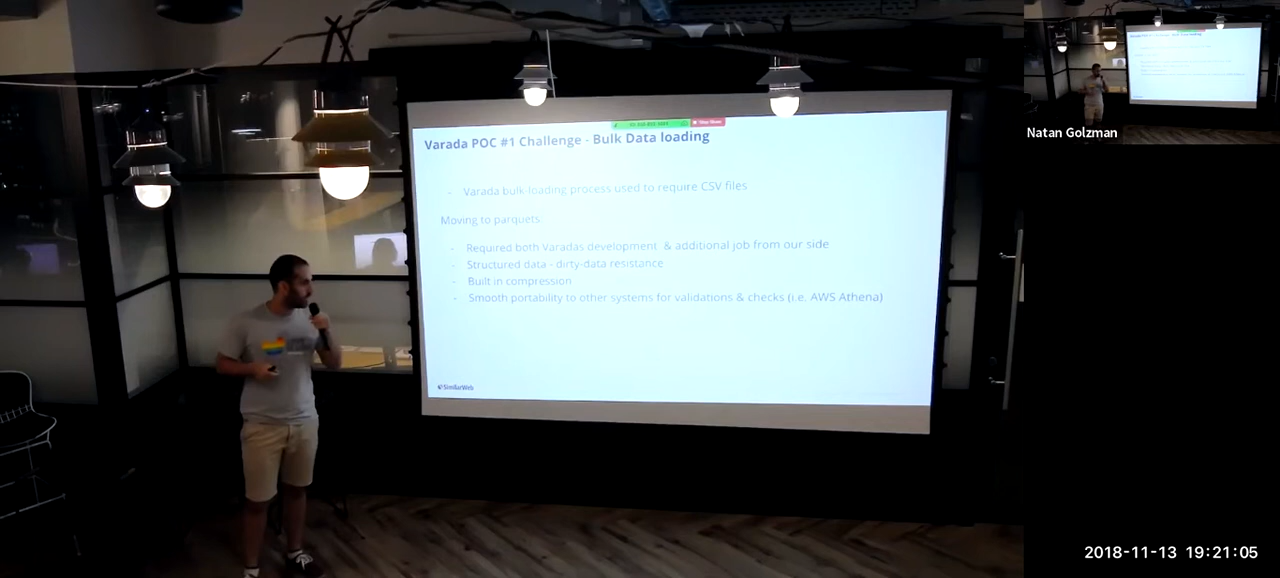 Varada POC #1 Challenge - Bulk Data loading
- Varada bulk-loading process used to require CSV files
Moving to parquets:
- Required both Varadas development & additional job from our side
- Structured data - dirty-data resistance
- Built in compression
- Smooth portability to other systems for validations & checks (i.e. AWS Athena)
SimilarWeb
Natan Golzman
2018-11-13 19:21:05